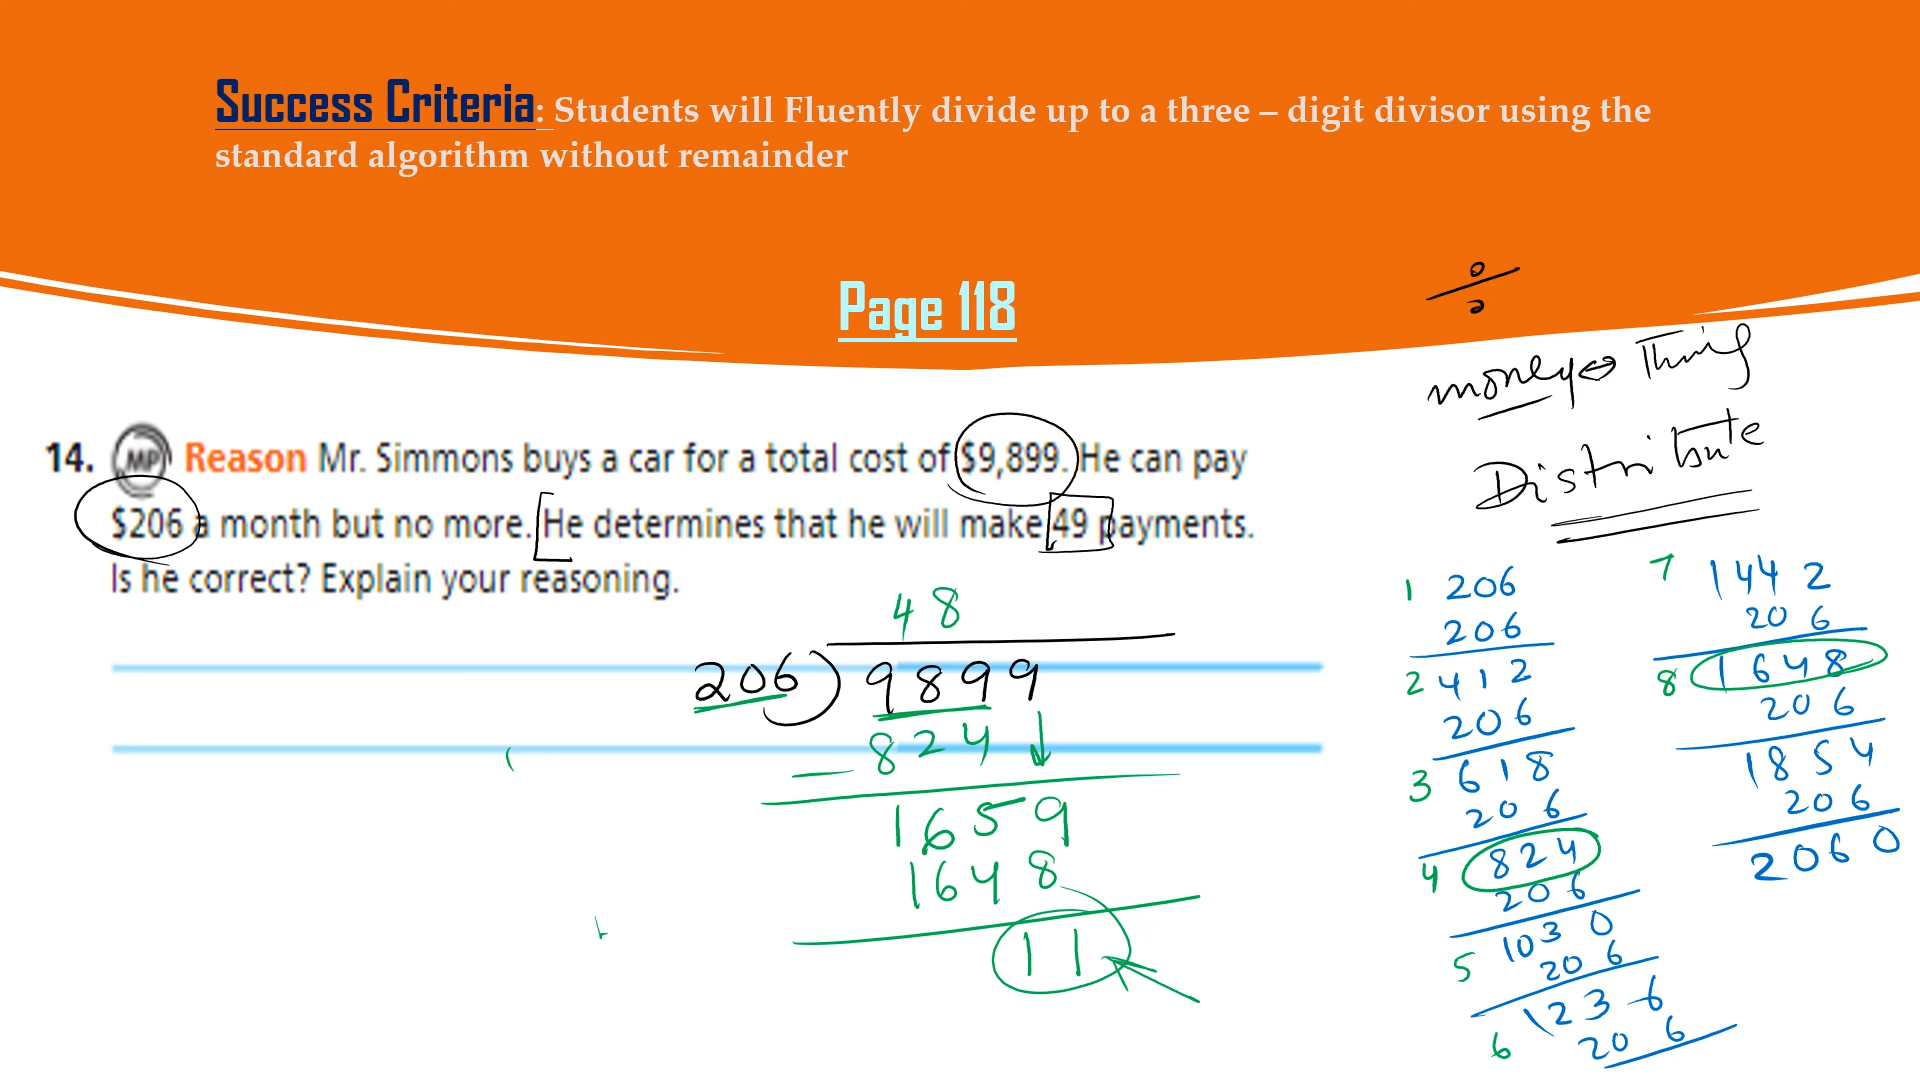 Success Criteria: Students will Fluently divide up to a three – digit divisor using the
standard algorithm without remainder
Page 118
money ⇔ Thing
Distribute
14. MP Reason Mr. Simmons buys a car for a total cost of $9,899. He can pay
$206 a month but no more. He determines that he will make 49 payments.
Is he correct? Explain your reasoning.
48
206 ) 9899
- 824
1659
1648
11
1 206
206
2 412
206
3 618
206
4 824
206
5 1030
206
6 1236
206
7 1442
206
8 1648
206
1854
206
2060